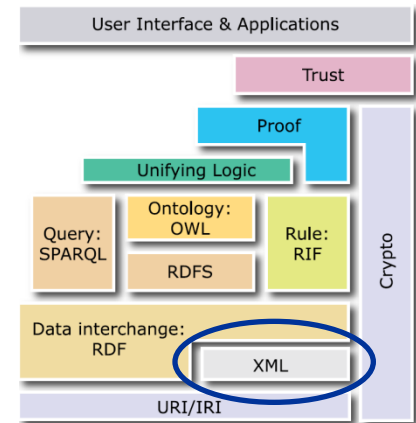 User Interface & Applications
Trust
Proof
Unifying Logic
Query:
SPARQL
Ontology:
OWL
RDFS
Rule:
RIF
Crypto
Data interchange:
RDF
XML
URI/IRI